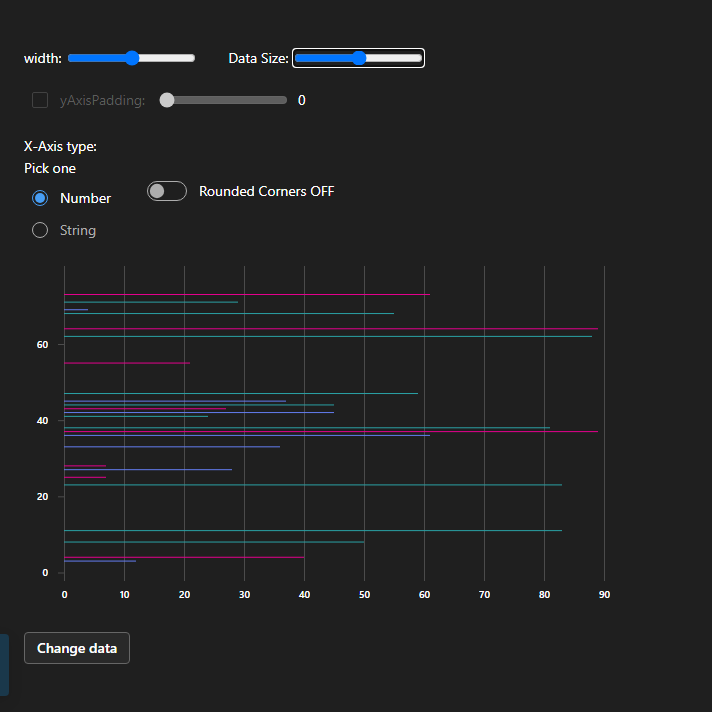 width: Data Size:
yAxisPadding: 0
X-Axis type:
Pick one
Number Rounded Corners OFF
String
60
40
20
0
0 10 20 30 40 50 60 70 80 90
Change data